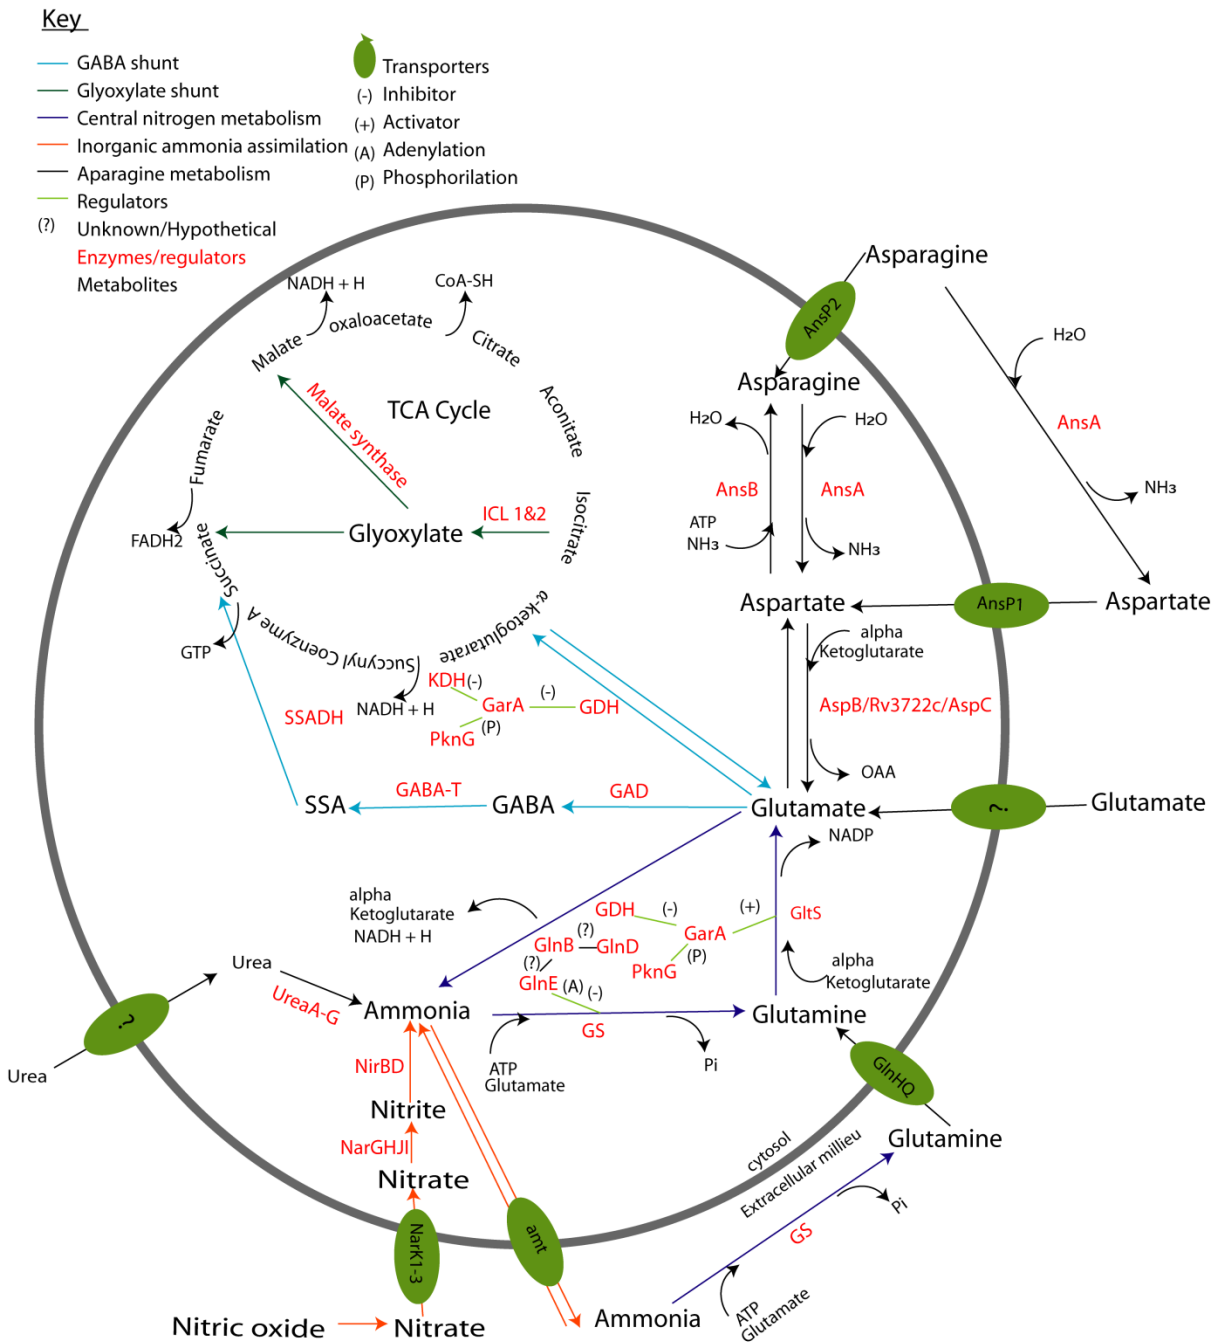 Key
GABA shunt
Glyoxylate shunt
Central nitrogen metabolism
Inorganic ammonia assimilation
Aparagine metabolism
Regulators
(?) Unknown/Hypothetical
Enzymes/regulators
Metabolites
Transporters
(-) Inhibitor
(+) Activator
(A) Adenylation
(P) Phosphorilation
Asparagine
AnsP2
H2O
AnsA
NH3
Aspartate
AnsP1
NADH + H
CoA-SH
oxaloacetate
Malate
Citrate
TCA Cycle
Aconitate
Malate synthase
Fumarate
Isocitrate
ICL 1&2
Glyoxylate
FADH2
Succinate
α-ketoglutarate
GTP
Succynyl Coenzyme A
NADH + H
KDH
(-)
GarA
(-)
GDH
PknG
(P)
SSADH
Asparagine
H2O
H2O
AnsB
AnsA
ATP
NH3
NH3
Aspartate
alpha
Ketoglutarate
AspB/Rv3722c/AspC
OAA
SSA
GABA-T
GABA
GAD
Glutamate
?
Glutamate
NADP
alpha
Ketoglutarate
NADH + H
GDH
(-)
(+)
GltS
GlnB
(?)
GlnD
GarA
(P)
PknG
(?)
GlnE
(A)
(-)
alpha
Ketoglutarate
Urea
UreaA-G
Ammonia
GS
Glutamine
?
Urea
ATP
Glutamate
Pi
GlnHQ
NirBD
Nitrite
NarGHJI
Nitrate
Glutamine
cytosol
Extracellular millieu
NarK1-3
amt
GS
Pi
Nitric oxide
Nitrate
Ammonia
ATP
Glutamate